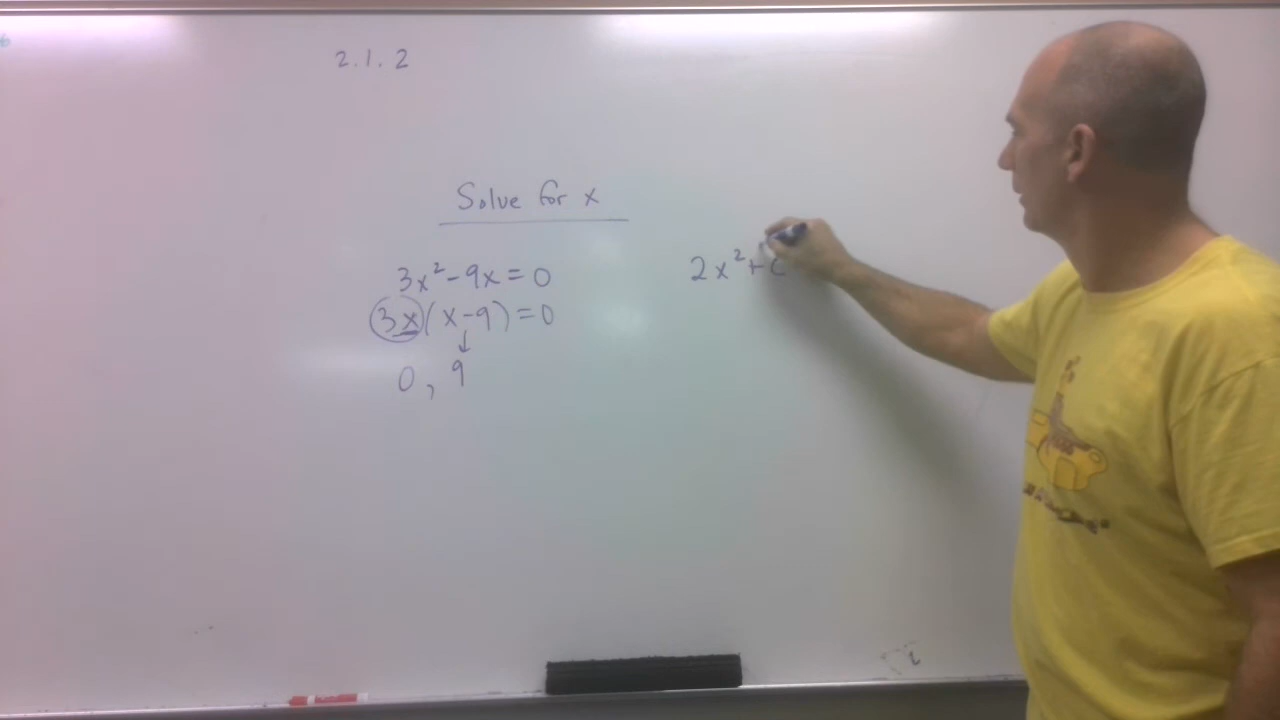 2.1.2
Solve for x
3x² - 9x = 0
3x(x - 9) = 0
0, 9
2x² +